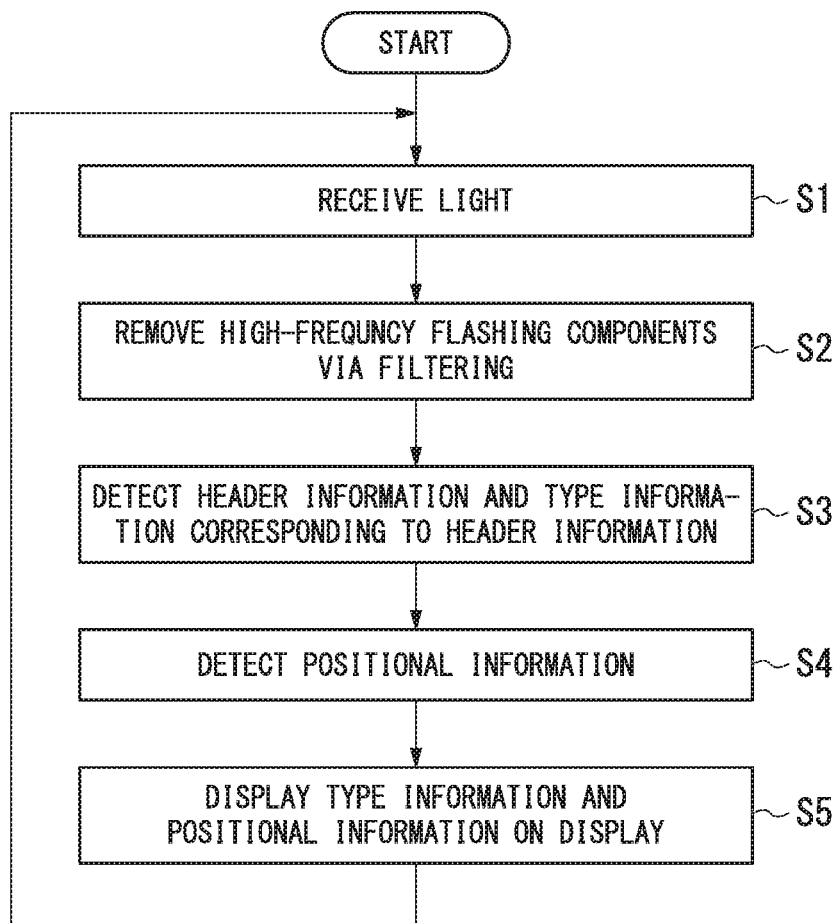 START
RECEIVE LIGHT
S1
REMOVE HIGH-FREQUNCY FLASHING COMPONENTS
VIA FILTERING
S2
DETECT HEADER INFORMATION AND TYPE INFORMA-
TION CORRESPONDING TO HEADER INFORMATION
S3
DETECT POSITIONAL INFORMATION
S4
DISPLAY TYPE INFORMATION AND
POSITIONAL INFORMATION ON DISPLAY
S5